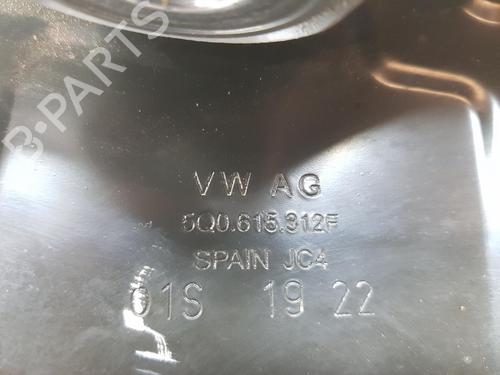 B-PARTS
VW AG
5Q0.615.312F
SPAIN JC4
01S 19 22